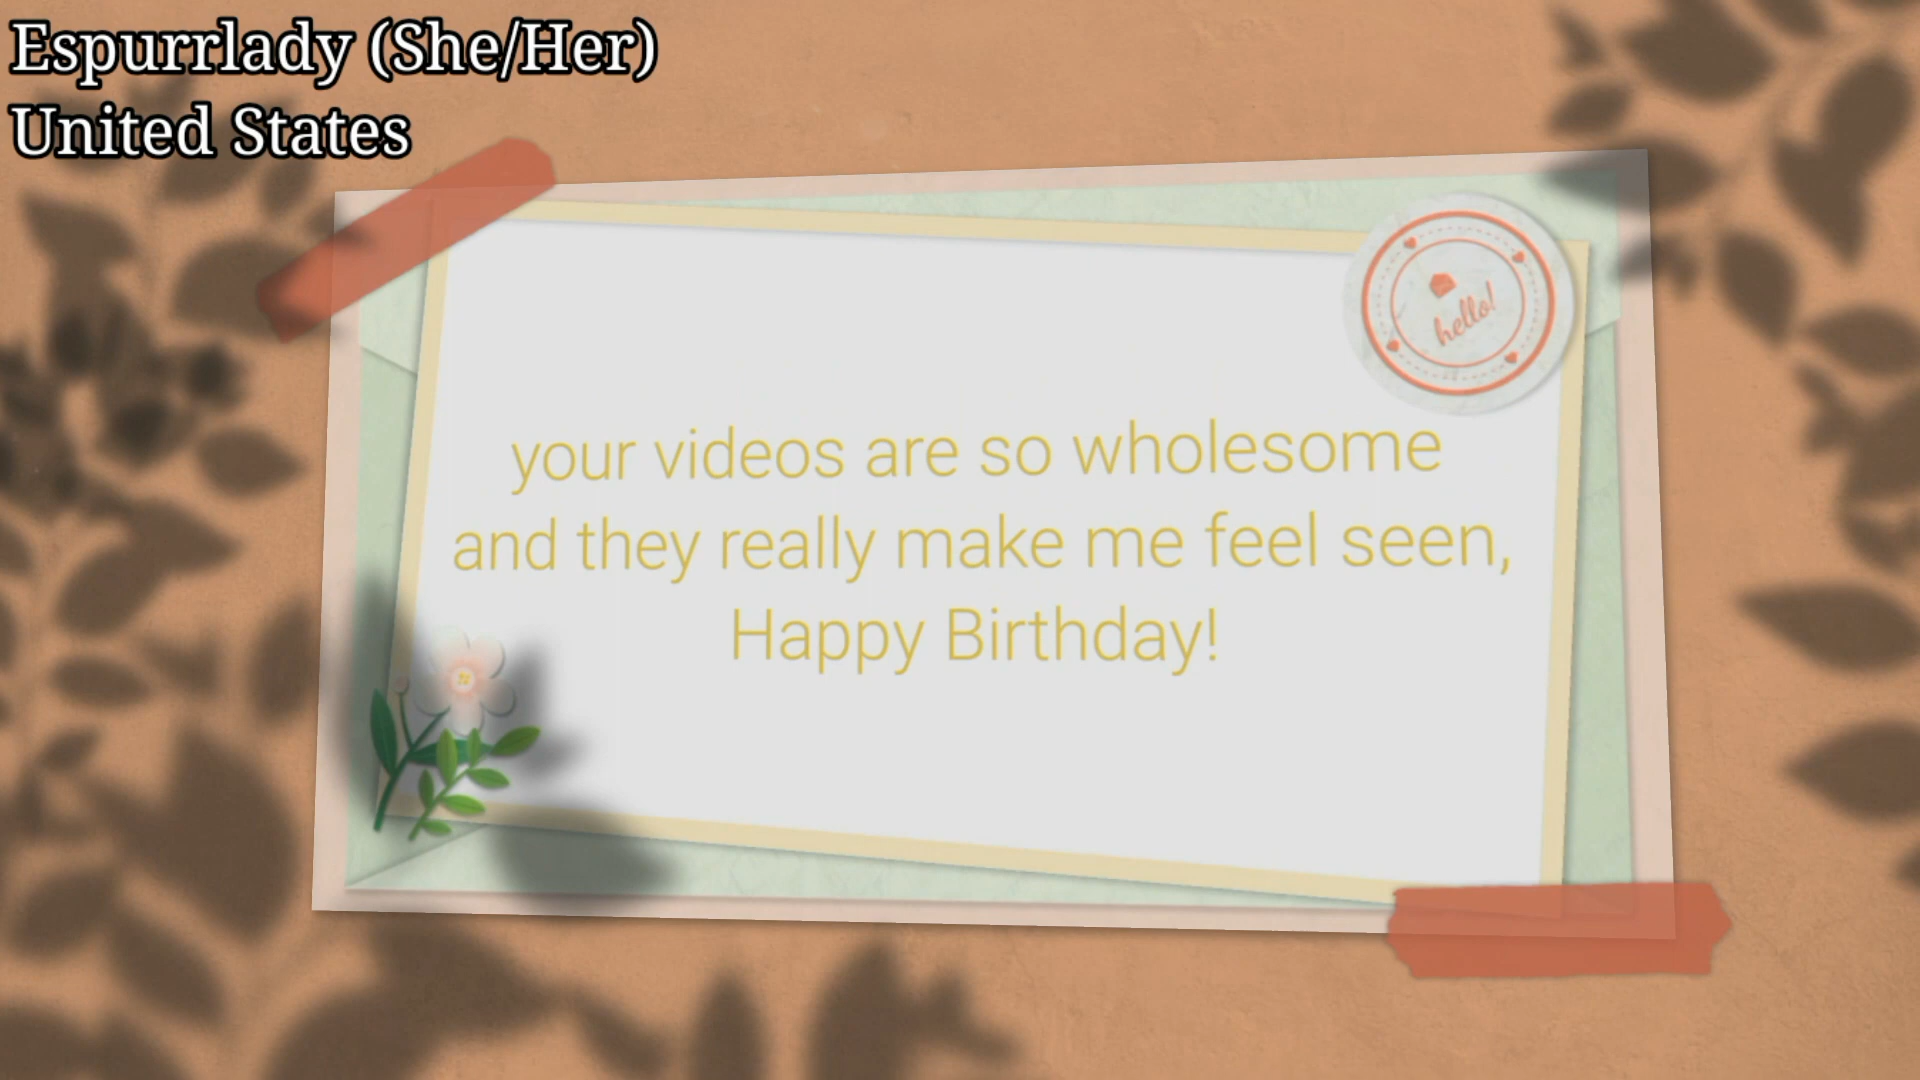 Espurrlady (She/Her)
United States
hello!
your videos are so wholesome
and they really make me feel seen,
Happy Birthday!